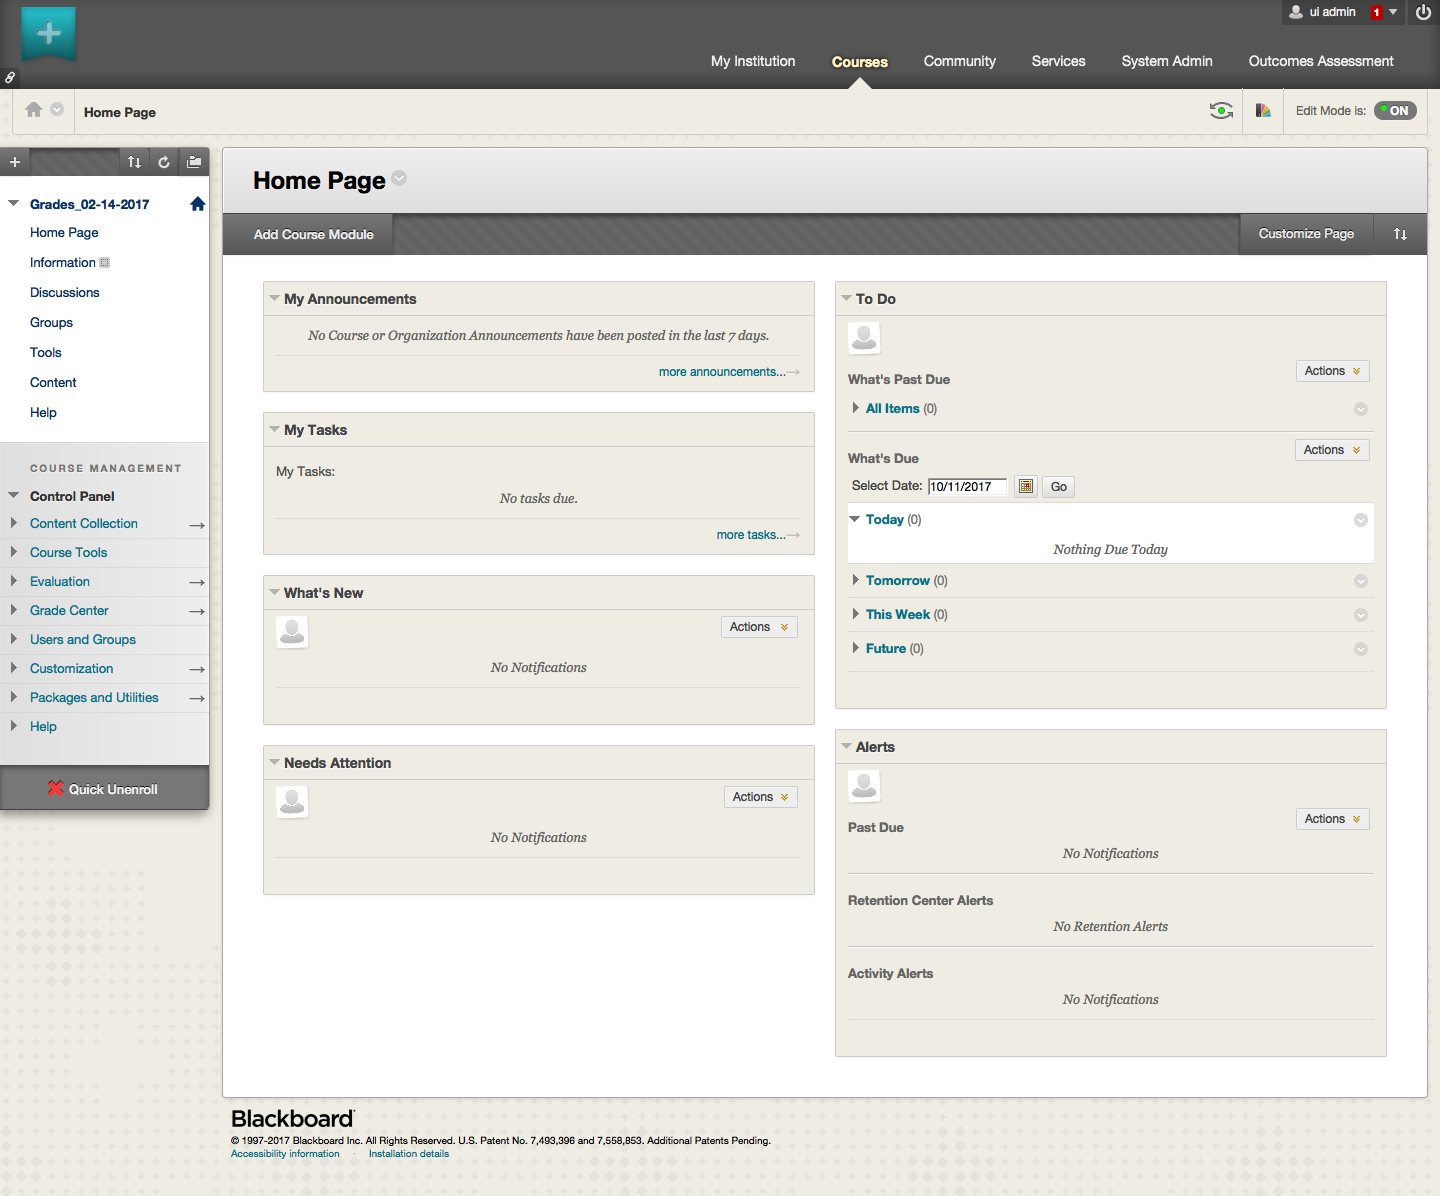 ui admin 1
My Institution Courses Community Services System Admin Outcomes Assessment
Home Page
Edit Mode is: ON
Grades_02-14-2017
Home Page
Information
Discussions
Groups
Tools
Content
Help
COURSE MANAGEMENT
Control Panel
Content Collection
Course Tools
Evaluation
Grade Center
Users and Groups
Customization
Packages and Utilities
Help
Quick Unenroll
Home Page
Add Course Module
Customize Page
My Announcements
No Course or Organization Announcements have been posted in the last 7 days.
more announcements...
My Tasks
My Tasks:
No tasks due.
more tasks...
What's New
Actions
No Notifications
Needs Attention
Actions
No Notifications
To Do
Actions
What's Past Due
All Items (0)
Actions
What's Due
Select Date: 10/11/2017 Go
Today (0)
Nothing Due Today
Tomorrow (0)
This Week (0)
Future (0)
Alerts
Actions
Past Due
No Notifications
Retention Center Alerts
No Retention Alerts
Activity Alerts
No Notifications
Blackboard
© 1997-2017 Blackboard Inc. All Rights Reserved. U.S. Patent No. 7,493,396 and 7,558,853. Additional Patents Pending.
Accessibility information · Installation details